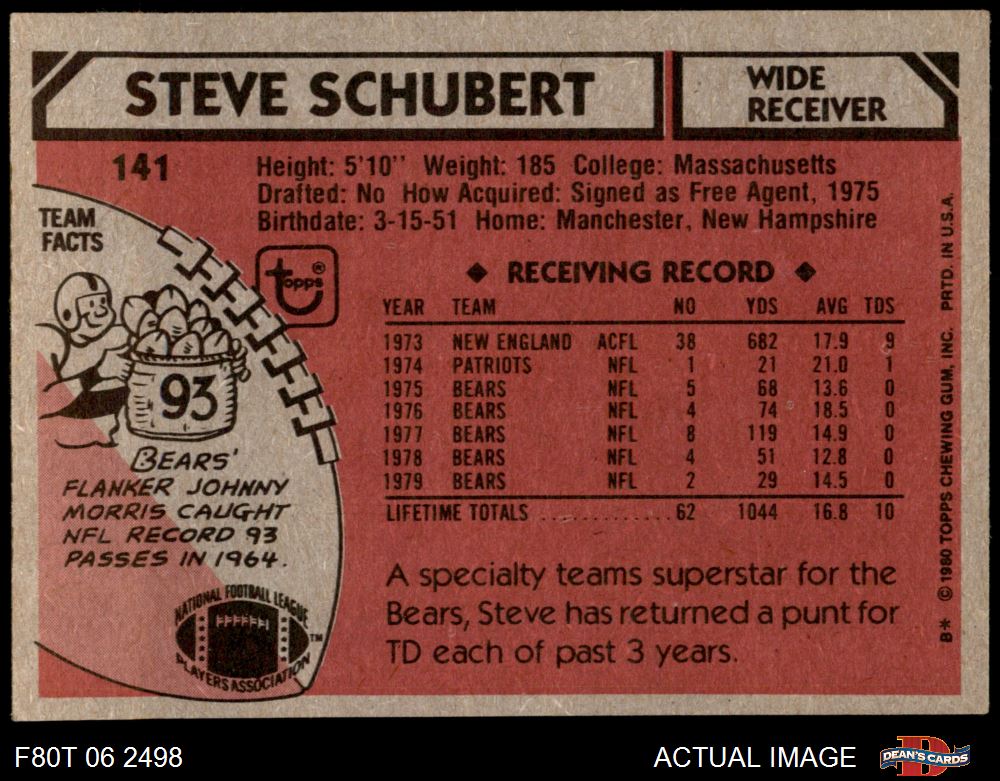 STEVE SCHUBERT
WIDE
RECEIVER
141
Height: 5'10'' Weight: 185 College: Massachusetts
Drafted: No How Acquired: Signed as Free Agent, 1975
Birthdate: 3-15-51 Home: Manchester, New Hampshire
TEAM
FACTS
topps®
◆ RECEIVING RECORD ◆
YEAR TEAM NO YDS AVG TDS
1973 NEW ENGLAND ACFL 38 682 17.9 9
1974 PATRIOTS NFL 1 21 21.0 1
1975 BEARS NFL 5 68 13.6 0
1976 BEARS NFL 4 74 18.5 0
1977 BEARS NFL 8 119 14.9 0
1978 BEARS NFL 4 51 12.8 0
1979 BEARS NFL 2 29 14.5 0
LIFETIME TOTALS .............. 62 1044 16.8 10
93
BEARS'
FLANKER JOHNNY
MORRIS CAUGHT
NFL RECORD 93
PASSES IN 1964.
NATIONAL FOOTBALL LEAGUE
PLAYERS ASSOCIATION
TM
A specialty teams superstar for the
Bears, Steve has returned a punt for
TD each of past 3 years.
B* © 1980 TOPPS CHEWING GUM, INC. PRTD. IN U.S.A.
F80T 06 2498
ACTUAL IMAGE
D
DEAN'S CARDS